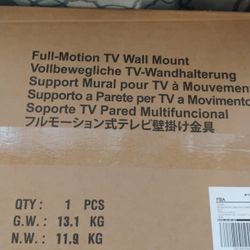 Full-Motion TV Wall Mount
Vollbewegliche TV-Wandhalterung
Support Mural pour TV à Mouvement
Supporto a Parete per TV a Movimento
Soporte TV Pared Multifuncional
フルモーション式テレビ壁掛け金具
QTY : 1 PCS
G.W. : 13.1 KG
N.W. : 11.9 KG
FBA